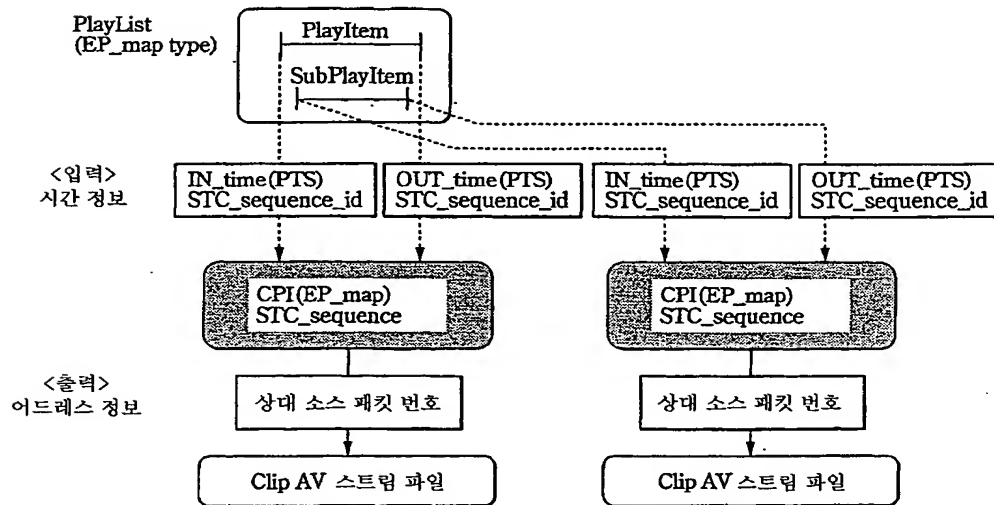 PlayList
(EP_map type)
PlayItem
SubPlayItem
<입력>
시간 정보
IN_time(PTS)
STC_sequence_id
OUT_time(PTS)
STC_sequence_id
IN_time(PTS)
STC_sequence_id
OUT_time(PTS)
STC_sequence_id
CPI(EP_map)
STC_sequence
CPI(EP_map)
STC_sequence
<출력>
어드레스 정보
상대 소스 패킷 번호
상대 소스 패킷 번호
Clip AV 스트림 파일
Clip AV 스트림 파일